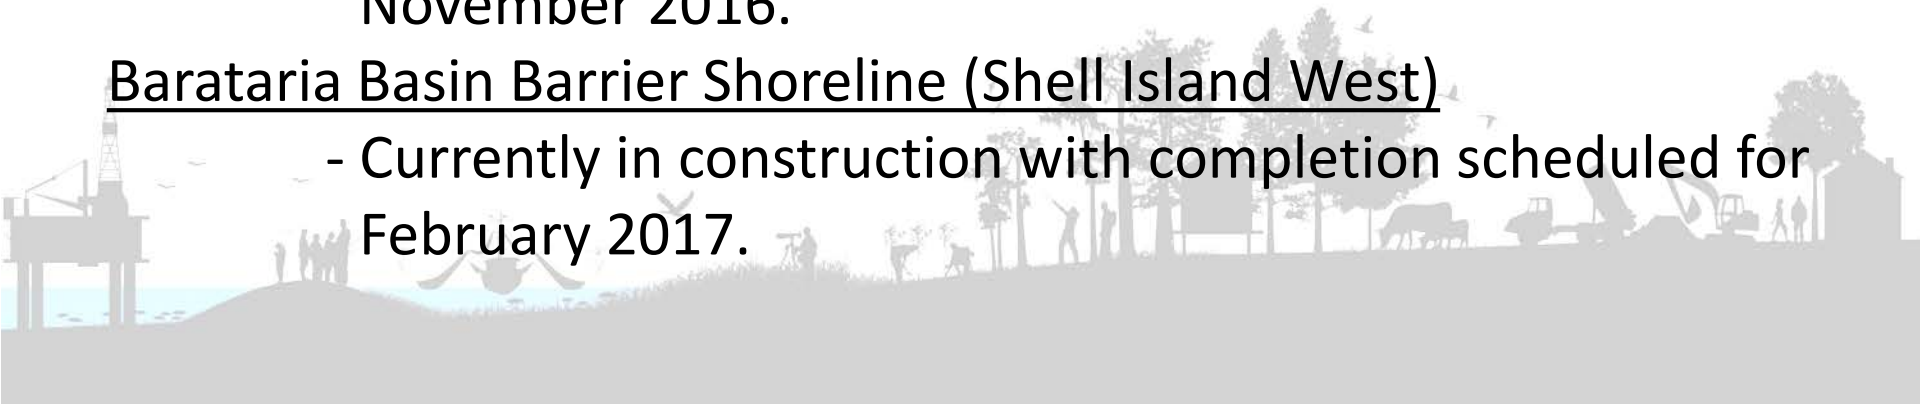 November 2016.
Barataria Basin Barrier Shoreline (Shell Island West)
- Currently in construction with completion scheduled for
February 2017.